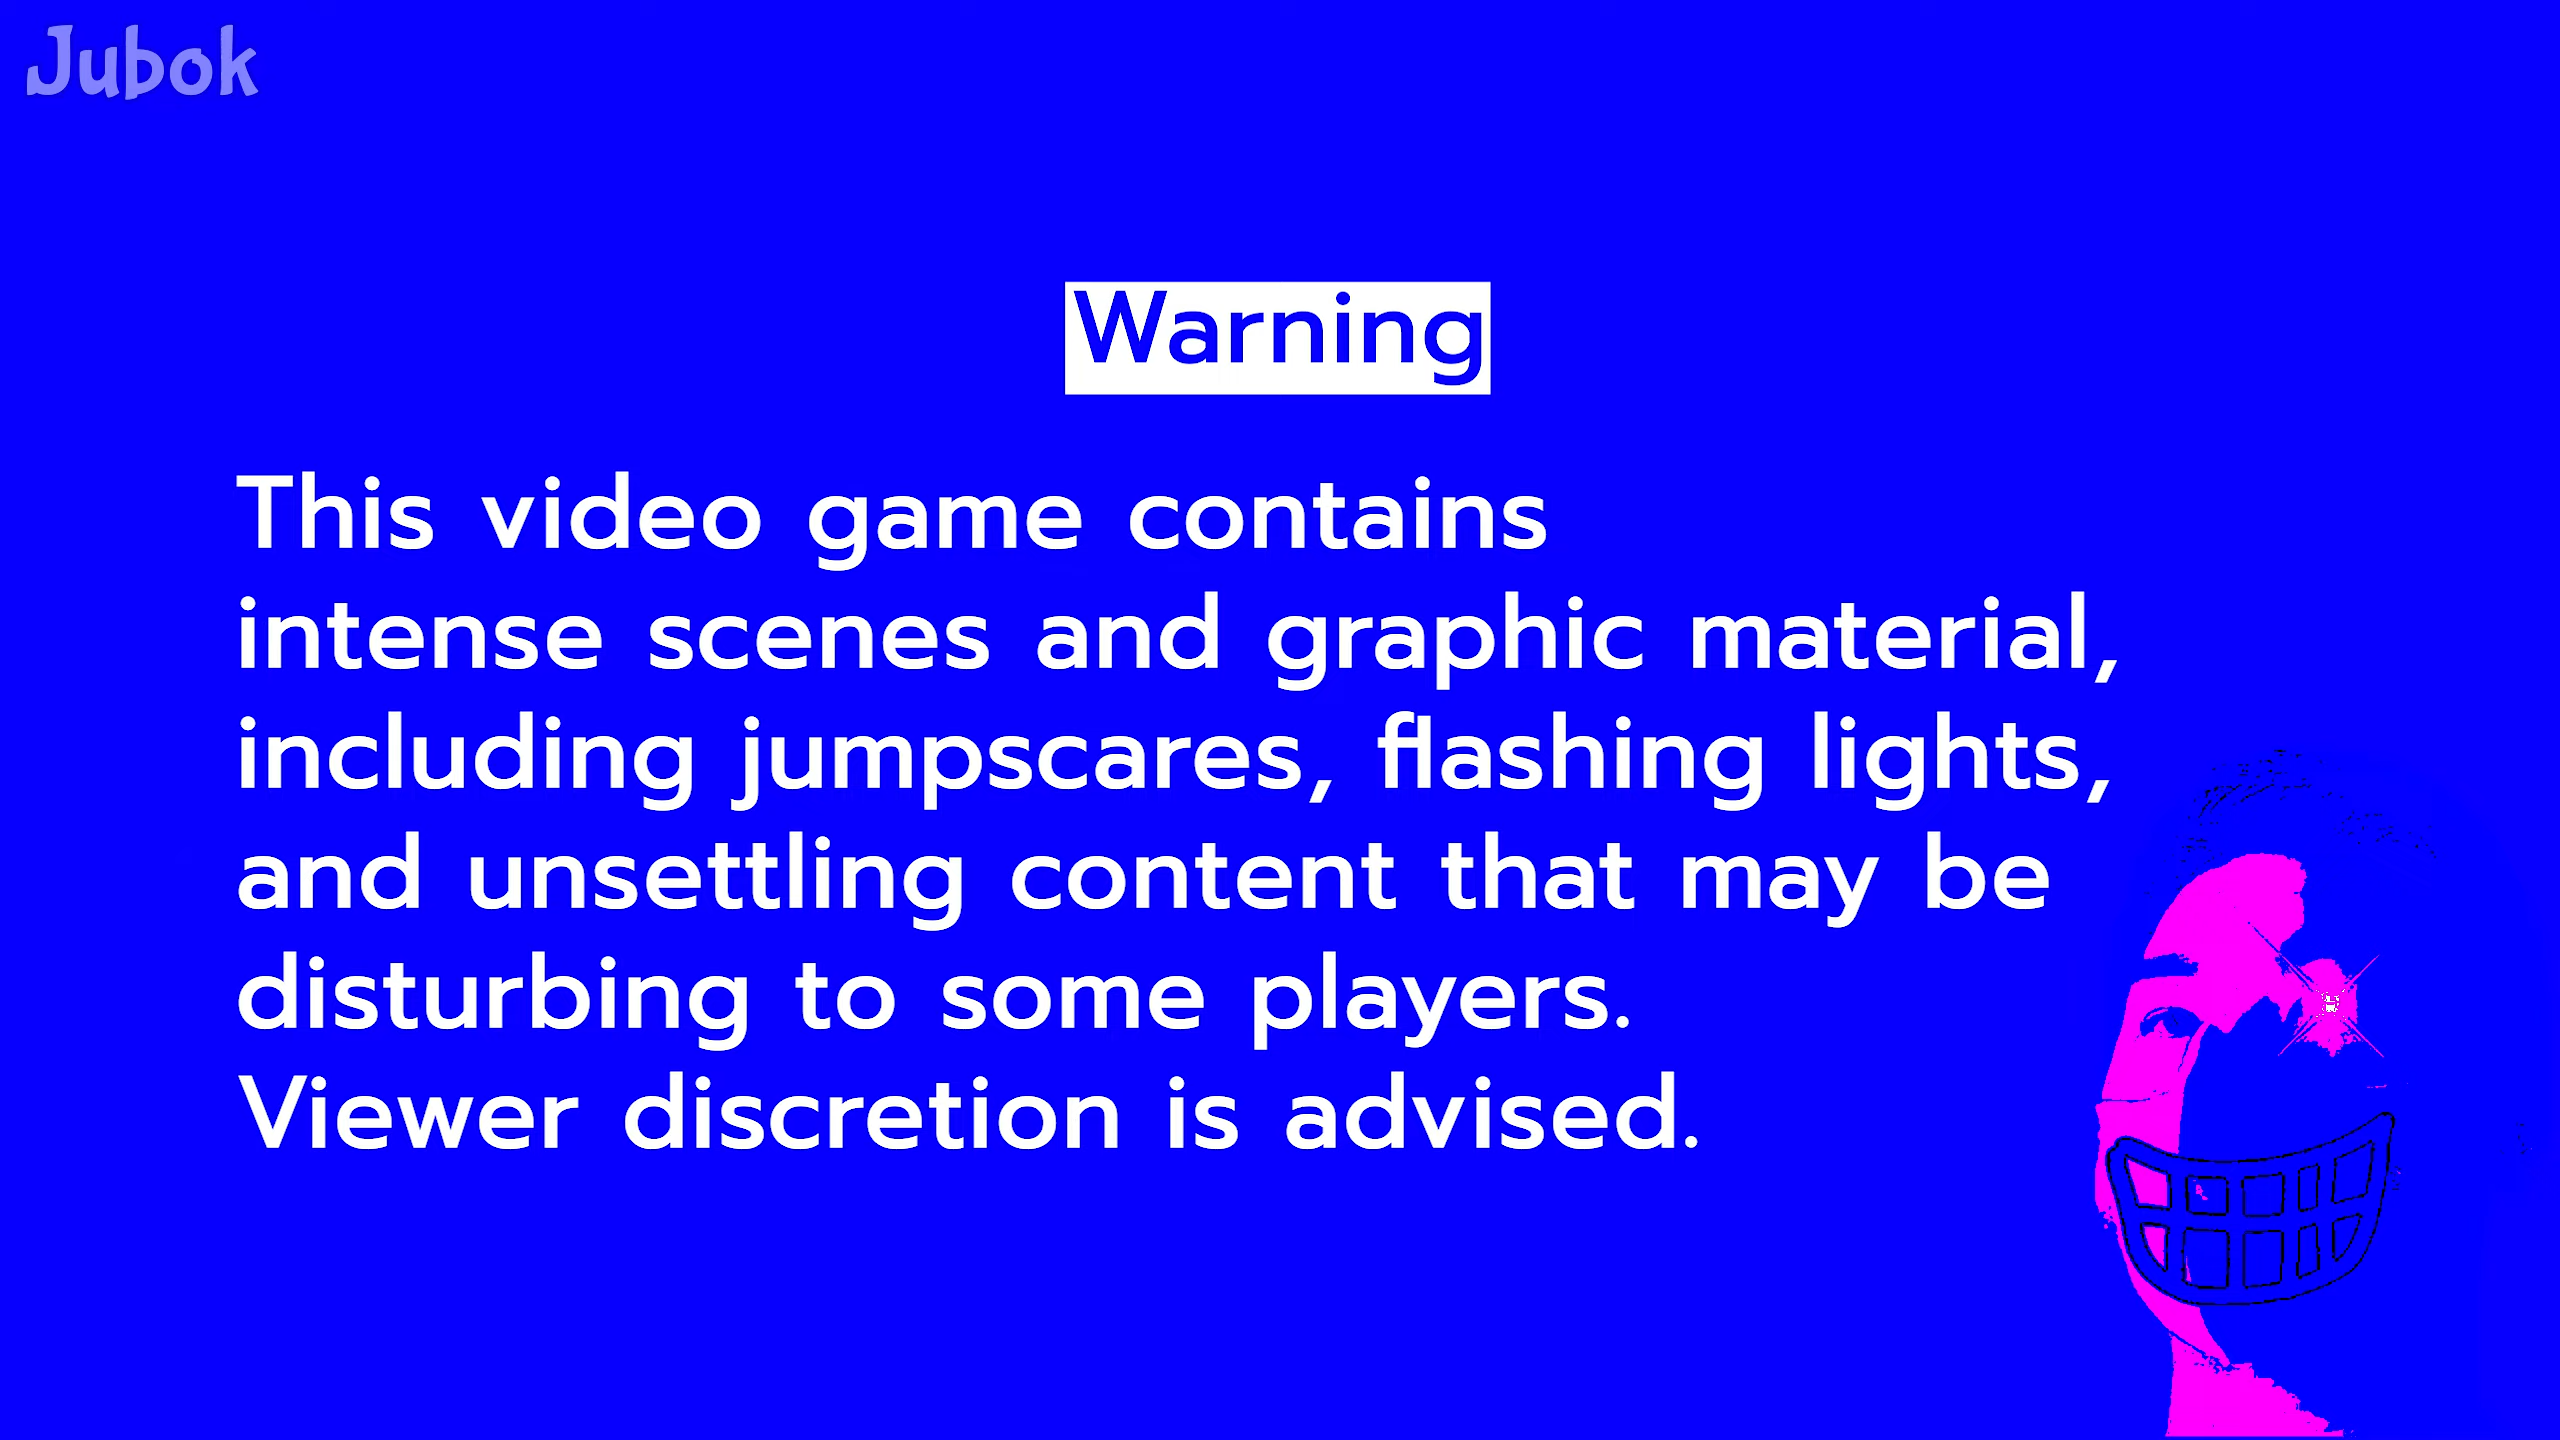 Jubok
Warning
This video game contains
intense scenes and graphic material,
including jumpscares, flashing lights,
and unsettling content that may be
disturbing to some players.
Viewer discretion is advised.